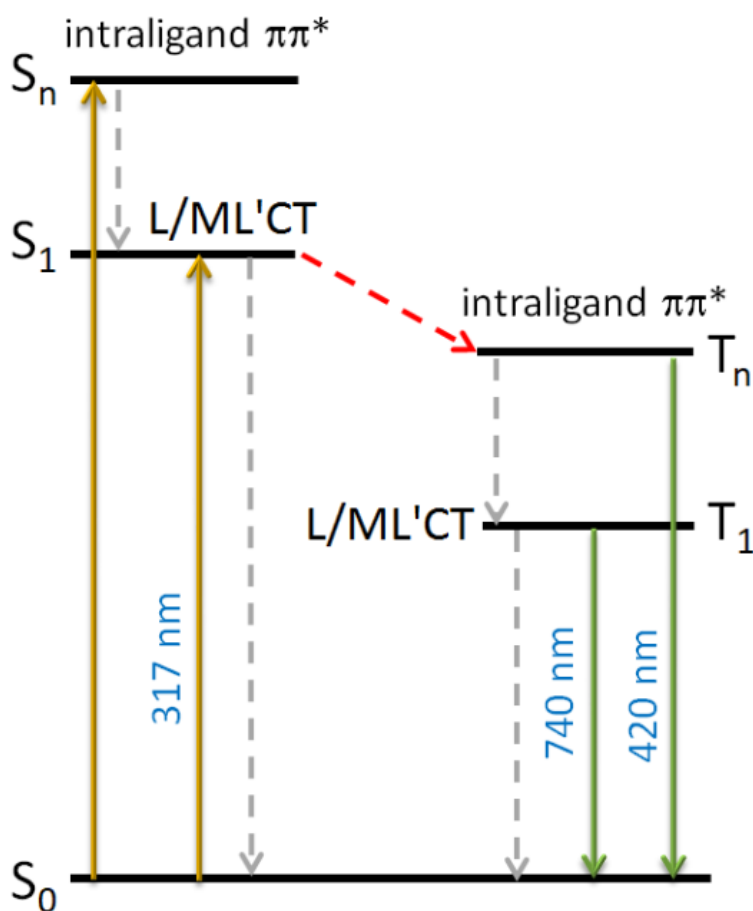 intraligand ππ*
Sn
L/ML'CT
S1
intraligand ππ*
Tn
L/ML'CT
T1
317 nm
740 nm
420 nm
S0